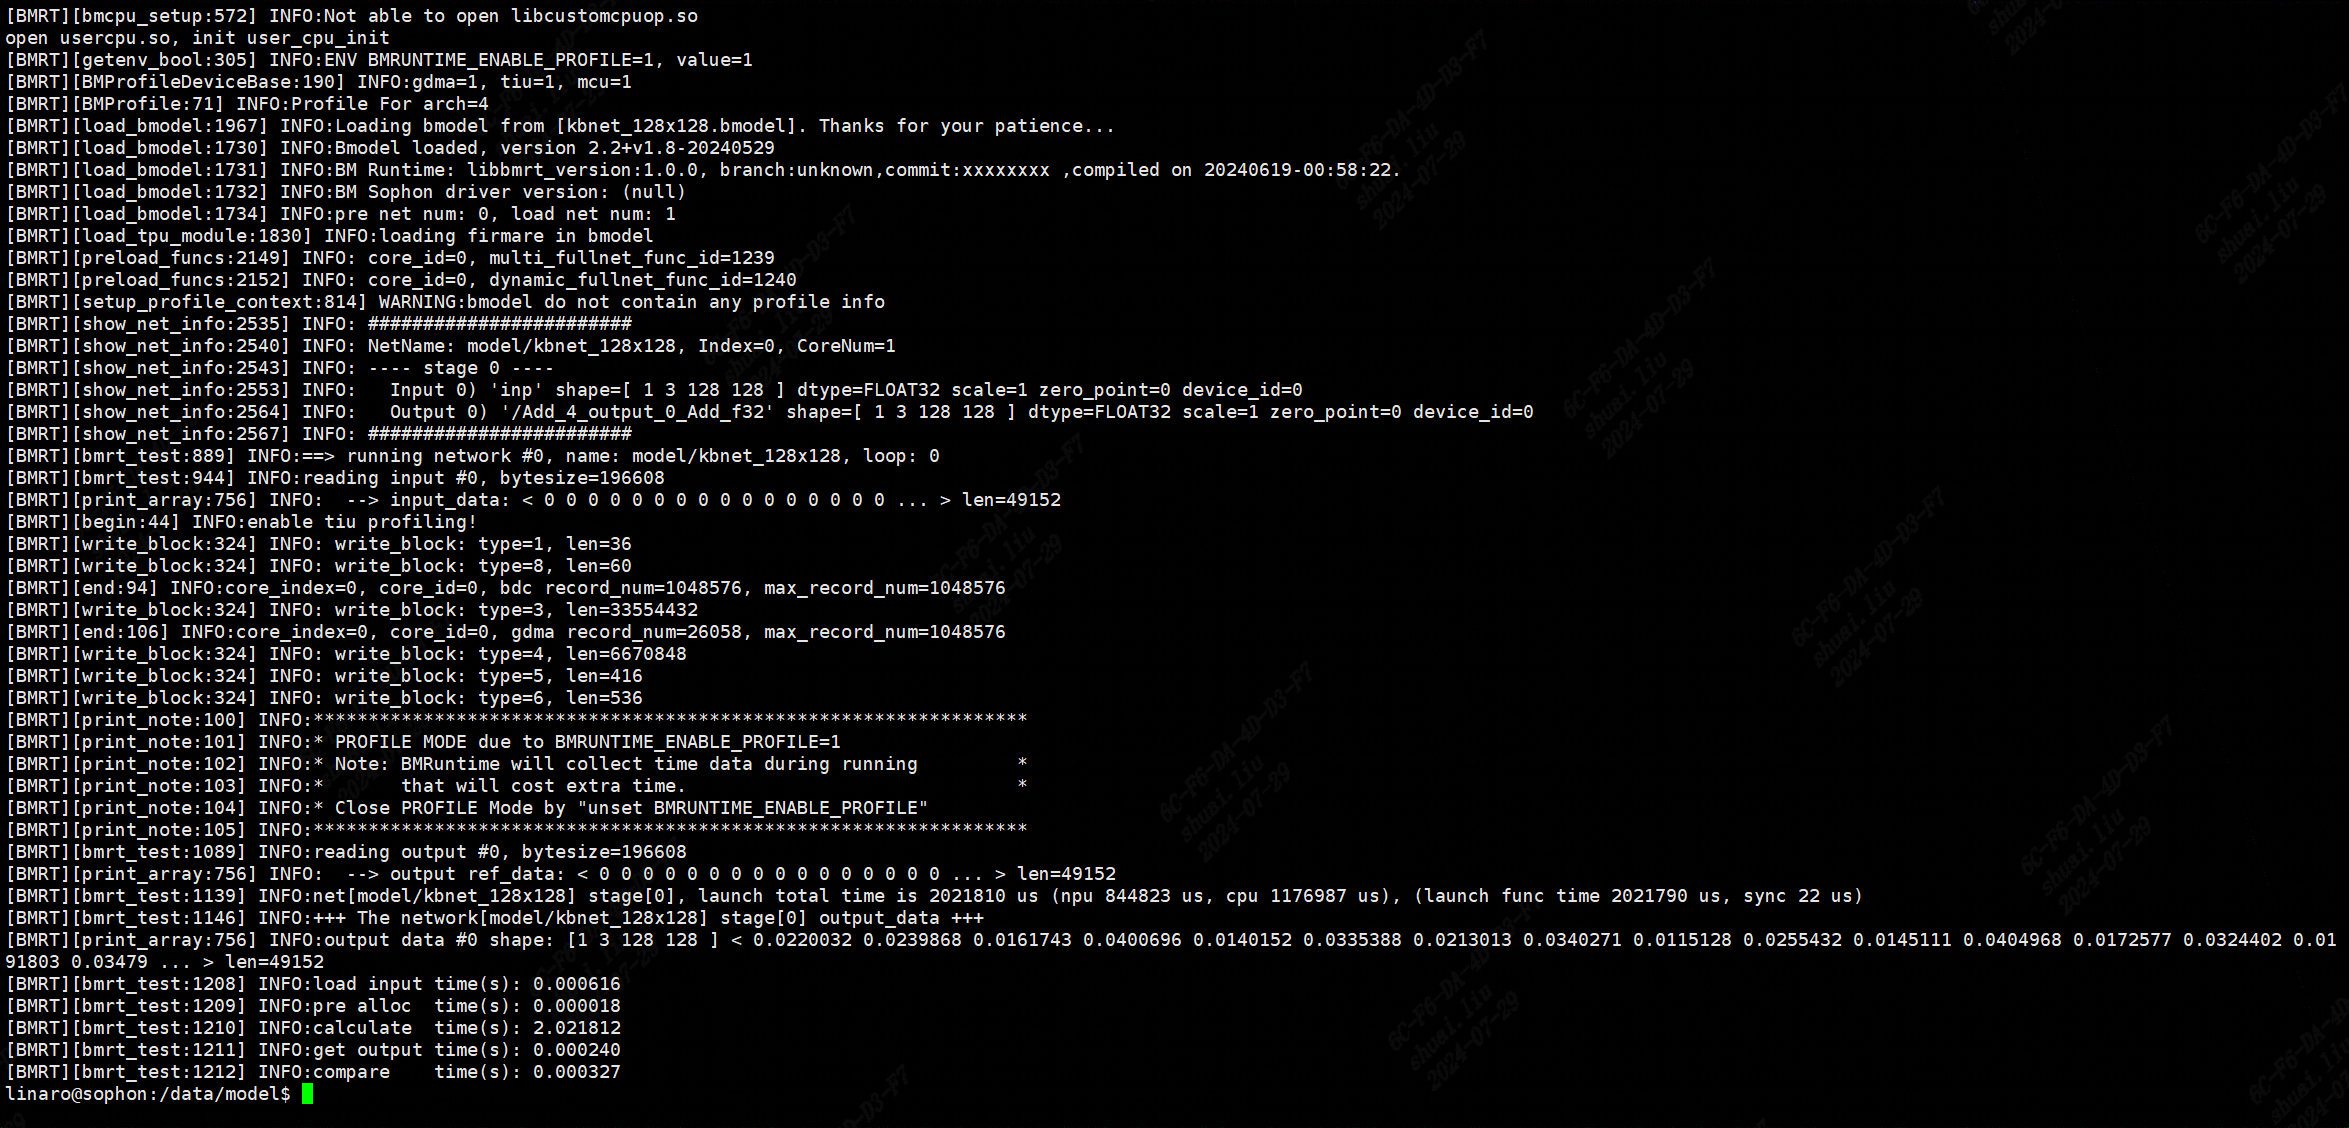 [BMRT][bmcpu_setup:572] INFO:Not able to open libcustomcpuop.so
open usercpu.so, init user_cpu_init
[BMRT][getenv_bool:305] INFO:ENV BMRUNTIME_ENABLE_PROFILE=1, value=1
[BMRT][BMProfileDeviceBase:190] INFO:gdma=1, tiu=1, mcu=1
[BMRT][BMProfile:71] INFO:Profile For arch=4
[BMRT][load_bmodel:1967] INFO:Loading bmodel from [kbnet_128x128.bmodel]. Thanks for your patience...
[BMRT][load_bmodel:1730] INFO:Bmodel loaded, version 2.2+v1.8-20240529
[BMRT][load_bmodel:1731] INFO:BM Runtime: libbmrt_version:1.0.0, branch:unknown,commit:xxxxxxxx ,compiled on 20240619-00:58:22.
[BMRT][load_bmodel:1732] INFO:BM Sophon driver version: (null)
[BMRT][load_bmodel:1734] INFO:pre net num: 0, load net num: 1
[BMRT][load_tpu_module:1830] INFO:loading firmare in bmodel
[BMRT][preload_funcs:2149] INFO: core_id=0, multi_fullnet_func_id=1239
[BMRT][preload_funcs:2152] INFO: core_id=0, dynamic_fullnet_func_id=1240
[BMRT][setup_profile_context:814] WARNING:bmodel do not contain any profile info
[BMRT][show_net_info:2535] INFO: ########################
[BMRT][show_net_info:2540] INFO: NetName: model/kbnet_128x128, Index=0, CoreNum=1
[BMRT][show_net_info:2543] INFO: ---- stage 0 ----
[BMRT][show_net_info:2553] INFO:   Input 0) 'inp' shape=[ 1 3 128 128 ] dtype=FLOAT32 scale=1 zero_point=0 device_id=0
[BMRT][show_net_info:2564] INFO:   Output 0) '/Add_4_output_0_Add_f32' shape=[ 1 3 128 128 ] dtype=FLOAT32 scale=1 zero_point=0 device_id=0
[BMRT][show_net_info:2567] INFO: ########################
[BMRT][bmrt_test:889] INFO:==> running network #0, name: model/kbnet_128x128, loop: 0
[BMRT][bmrt_test:944] INFO:reading input #0, bytesize=196608
[BMRT][print_array:756] INFO:  --> input_data: < 0 0 0 0 0 0 0 0 0 0 0 0 0 0 0 0 ... > len=49152
[BMRT][begin:44] INFO:enable tiu profiling!
[BMRT][write_block:324] INFO: write_block: type=1, len=36
[BMRT][write_block:324] INFO: write_block: type=8, len=60
[BMRT][end:94] INFO:core_index=0, core_id=0, bdc record_num=1048576, max_record_num=1048576
[BMRT][write_block:324] INFO: write_block: type=3, len=33554432
[BMRT][end:106] INFO:core_index=0, core_id=0, gdma record_num=26058, max_record_num=1048576
[BMRT][write_block:324] INFO: write_block: type=4, len=6670848
[BMRT][write_block:324] INFO: write_block: type=5, len=416
[BMRT][write_block:324] INFO: write_block: type=6, len=536
[BMRT][print_note:100] INFO:*****************************************************************
[BMRT][print_note:101] INFO:* PROFILE MODE due to BMRUNTIME_ENABLE_PROFILE=1
[BMRT][print_note:102] INFO:* Note: BMRuntime will collect time data during running         *
[BMRT][print_note:103] INFO:*       that will cost extra time.                              *
[BMRT][print_note:104] INFO:* Close PROFILE Mode by "unset BMRUNTIME_ENABLE_PROFILE"
[BMRT][print_note:105] INFO:*****************************************************************
[BMRT][bmrt_test:1089] INFO:reading output #0, bytesize=196608
[BMRT][print_array:756] INFO:  --> output ref_data: < 0 0 0 0 0 0 0 0 0 0 0 0 0 0 0 0 ... > len=49152
[BMRT][bmrt_test:1139] INFO:net[model/kbnet_128x128] stage[0], launch total time is 2021810 us (npu 844823 us, cpu 1176987 us), (launch func time 2021790 us, sync 22 us)
[BMRT][bmrt_test:1146] INFO:+++ The network[model/kbnet_128x128] stage[0] output_data +++
[BMRT][print_array:756] INFO:output data #0 shape: [1 3 128 128 ] < 0.0220032 0.0239868 0.0161743 0.0400696 0.0140152 0.0335388 0.0213013 0.0340271 0.0115128 0.0255432 0.0145111 0.0404968 0.0172577 0.0324402 0.01
91803 0.03479 ... > len=49152
[BMRT][bmrt_test:1208] INFO:load input time(s): 0.000616
[BMRT][bmrt_test:1209] INFO:pre alloc  time(s): 0.000018
[BMRT][bmrt_test:1210] INFO:calculate  time(s): 2.021812
[BMRT][bmrt_test:1211] INFO:get output time(s): 0.000240
[BMRT][bmrt_test:1212] INFO:compare    time(s): 0.000327
linaro@sophon:/data/model$
6C-F6-DA-4D-D3-F7
shuai.liu
2024-07-29